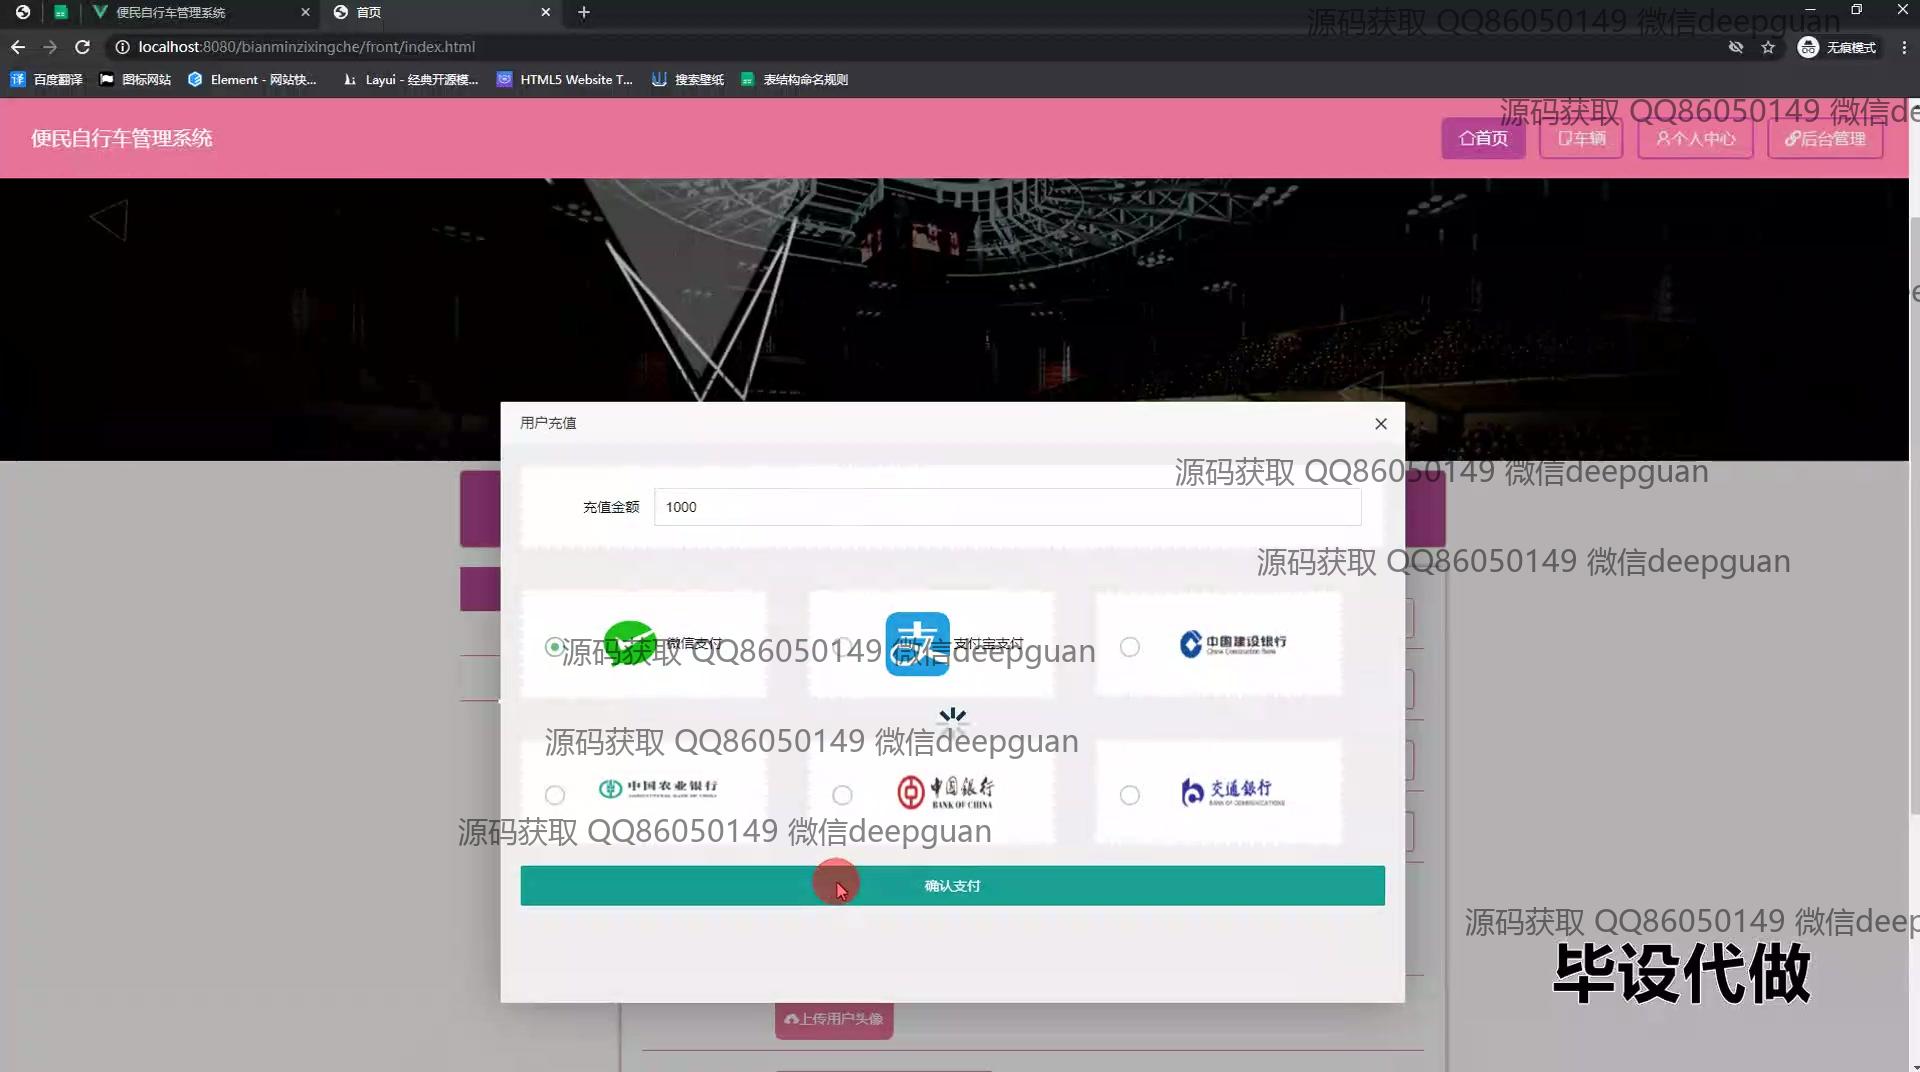 便民自行车管理系统
首页
源码获取 QQ86050149 微信deepguan
localhost:8080/bianminzixingche/front/index.html
无痕模式
百度翻译
图标网站
Element - 网站快...
Layui - 经典开源模...
HTML5 Website T...
搜索壁纸
表结构命名规则
源码获取 QQ86050149 微信de
便民自行车管理系统
首页
车辆
个人中心
后台管理
用户充值
源码获取 QQ86050149 微信deepguan
充值金额
1000
源码获取 QQ86050149 微信deepguan
微信支付
支付宝支付
中国建设银行
China Construction Bank
源码获取 QQ86050149 微信deepguan
源码获取 QQ86050149 微信deepguan
中国农业银行
AGRICULTURAL BANK OF CHINA
中国银行
BANK OF CHINA
交通银行
BANK OF COMMUNICATIONS
源码获取 QQ86050149 微信deepguan
确认支付
源码获取 QQ86050149 微信deep
毕设代做
上传用户头像